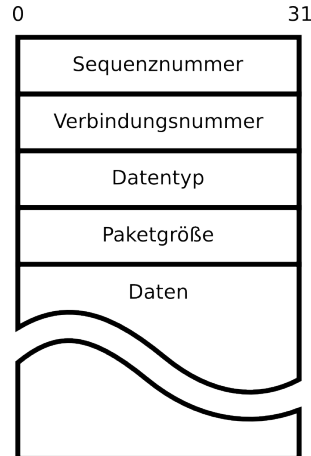 0 31
Sequenznummer
Verbindungsnummer
Datentyp
Paketgröße
Daten